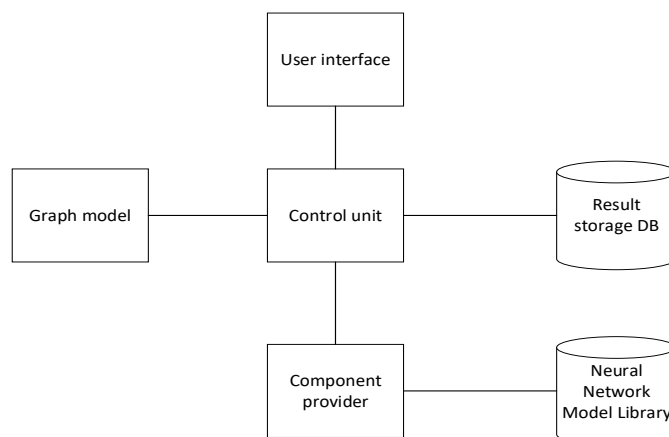 User interface
Graph model
Control unit
Result
storage DB
Component
provider
Neural
Network
Model Library